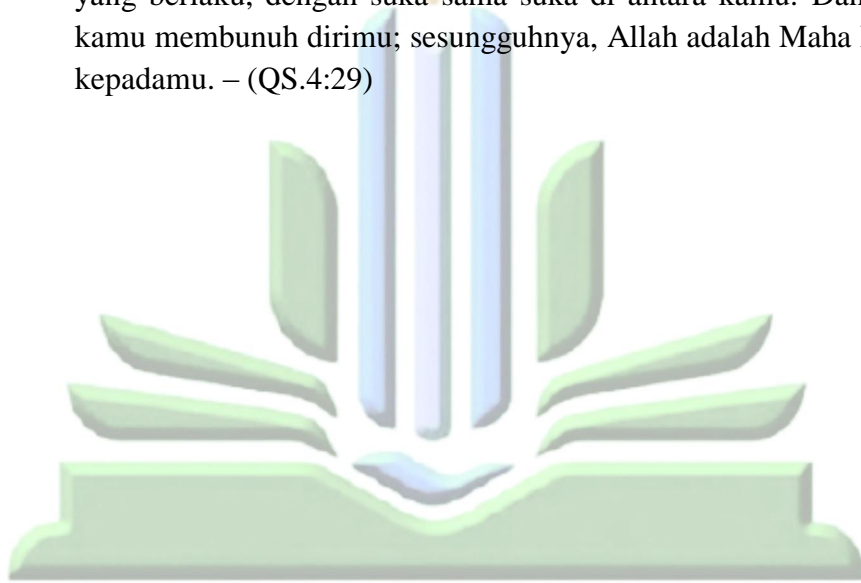 yang berlaku, dengan suka sama suka di antara kamu. Dan
kamu membunuh dirimu; sesungguhnya, Allah adalah Maha
kepadamu. – (QS.4:29)